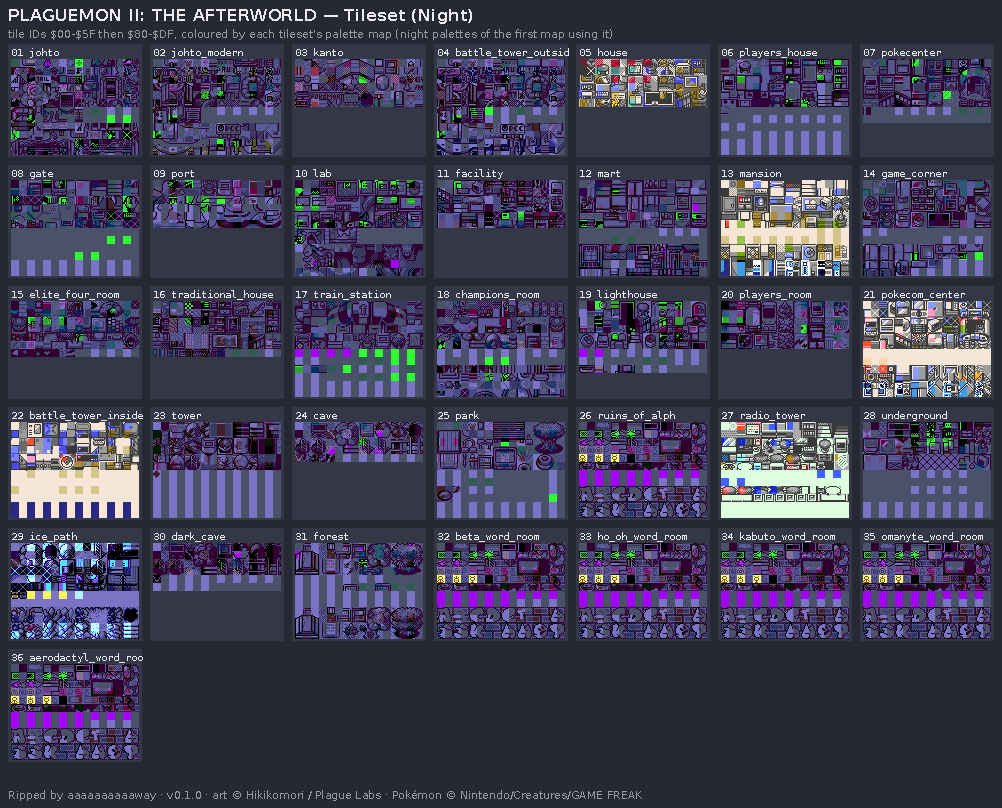 PLAGUEMON II: THE AFTERWORLD — Tileset (Night)
tile IDs $00-$5F then $80-$DF, coloured by each tileset's palette map (night palettes of the first map using it)
01 johto
02 johto_modern
03 kanto
04 battle_tower_outsid
05 house
06 players_house
07 pokecenter
08 gate
09 port
10 lab
11 facility
12 mart
13 mansion
14 game_corner
15 elite_four_room
16 traditional_house
17 train_station
18 champions_room
19 lighthouse
20 players_room
21 pokecom_center
22 battle_tower_inside
23 tower
24 cave
25 park
26 ruins_of_alph
27 radio_tower
28 underground
29 ice_path
30 dark_cave
31 forest
32 beta_word_room
33 ho_oh_word_room
34 kabuto_word_room
35 omanyte_word_room
36 aerodactyl_word_roo
Ripped by aaaaaaaaaaway · v0.1.0 · art © Hikikomori / Plague Labs · Pokémon © Nintendo/Creatures/GAME FREAK